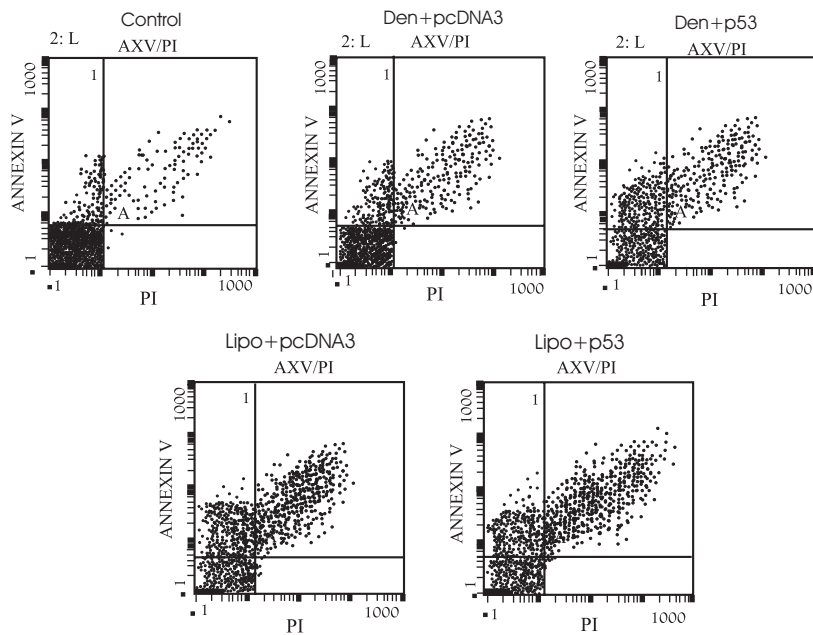 Control
2: L AXV/PI
1
1000
ANNEXIN V
A
.1
.1 1000
PI
Den+pcDNA3
2: L AXV/PI
1
1000
ANNEXIN V
A
.1
.1 1000
PI
Den+p53
2: L AXV/PI
1
1000
ANNEXIN V
A
.1
.1 1000
PI
Lipo+pcDNA3
AXV/PI
1
1000
ANNEXIN V
.1
.1 1000
PI
Lipo+p53
AXV/PI
1
1000
ANNEXIN V
.1
.1 1000
PI